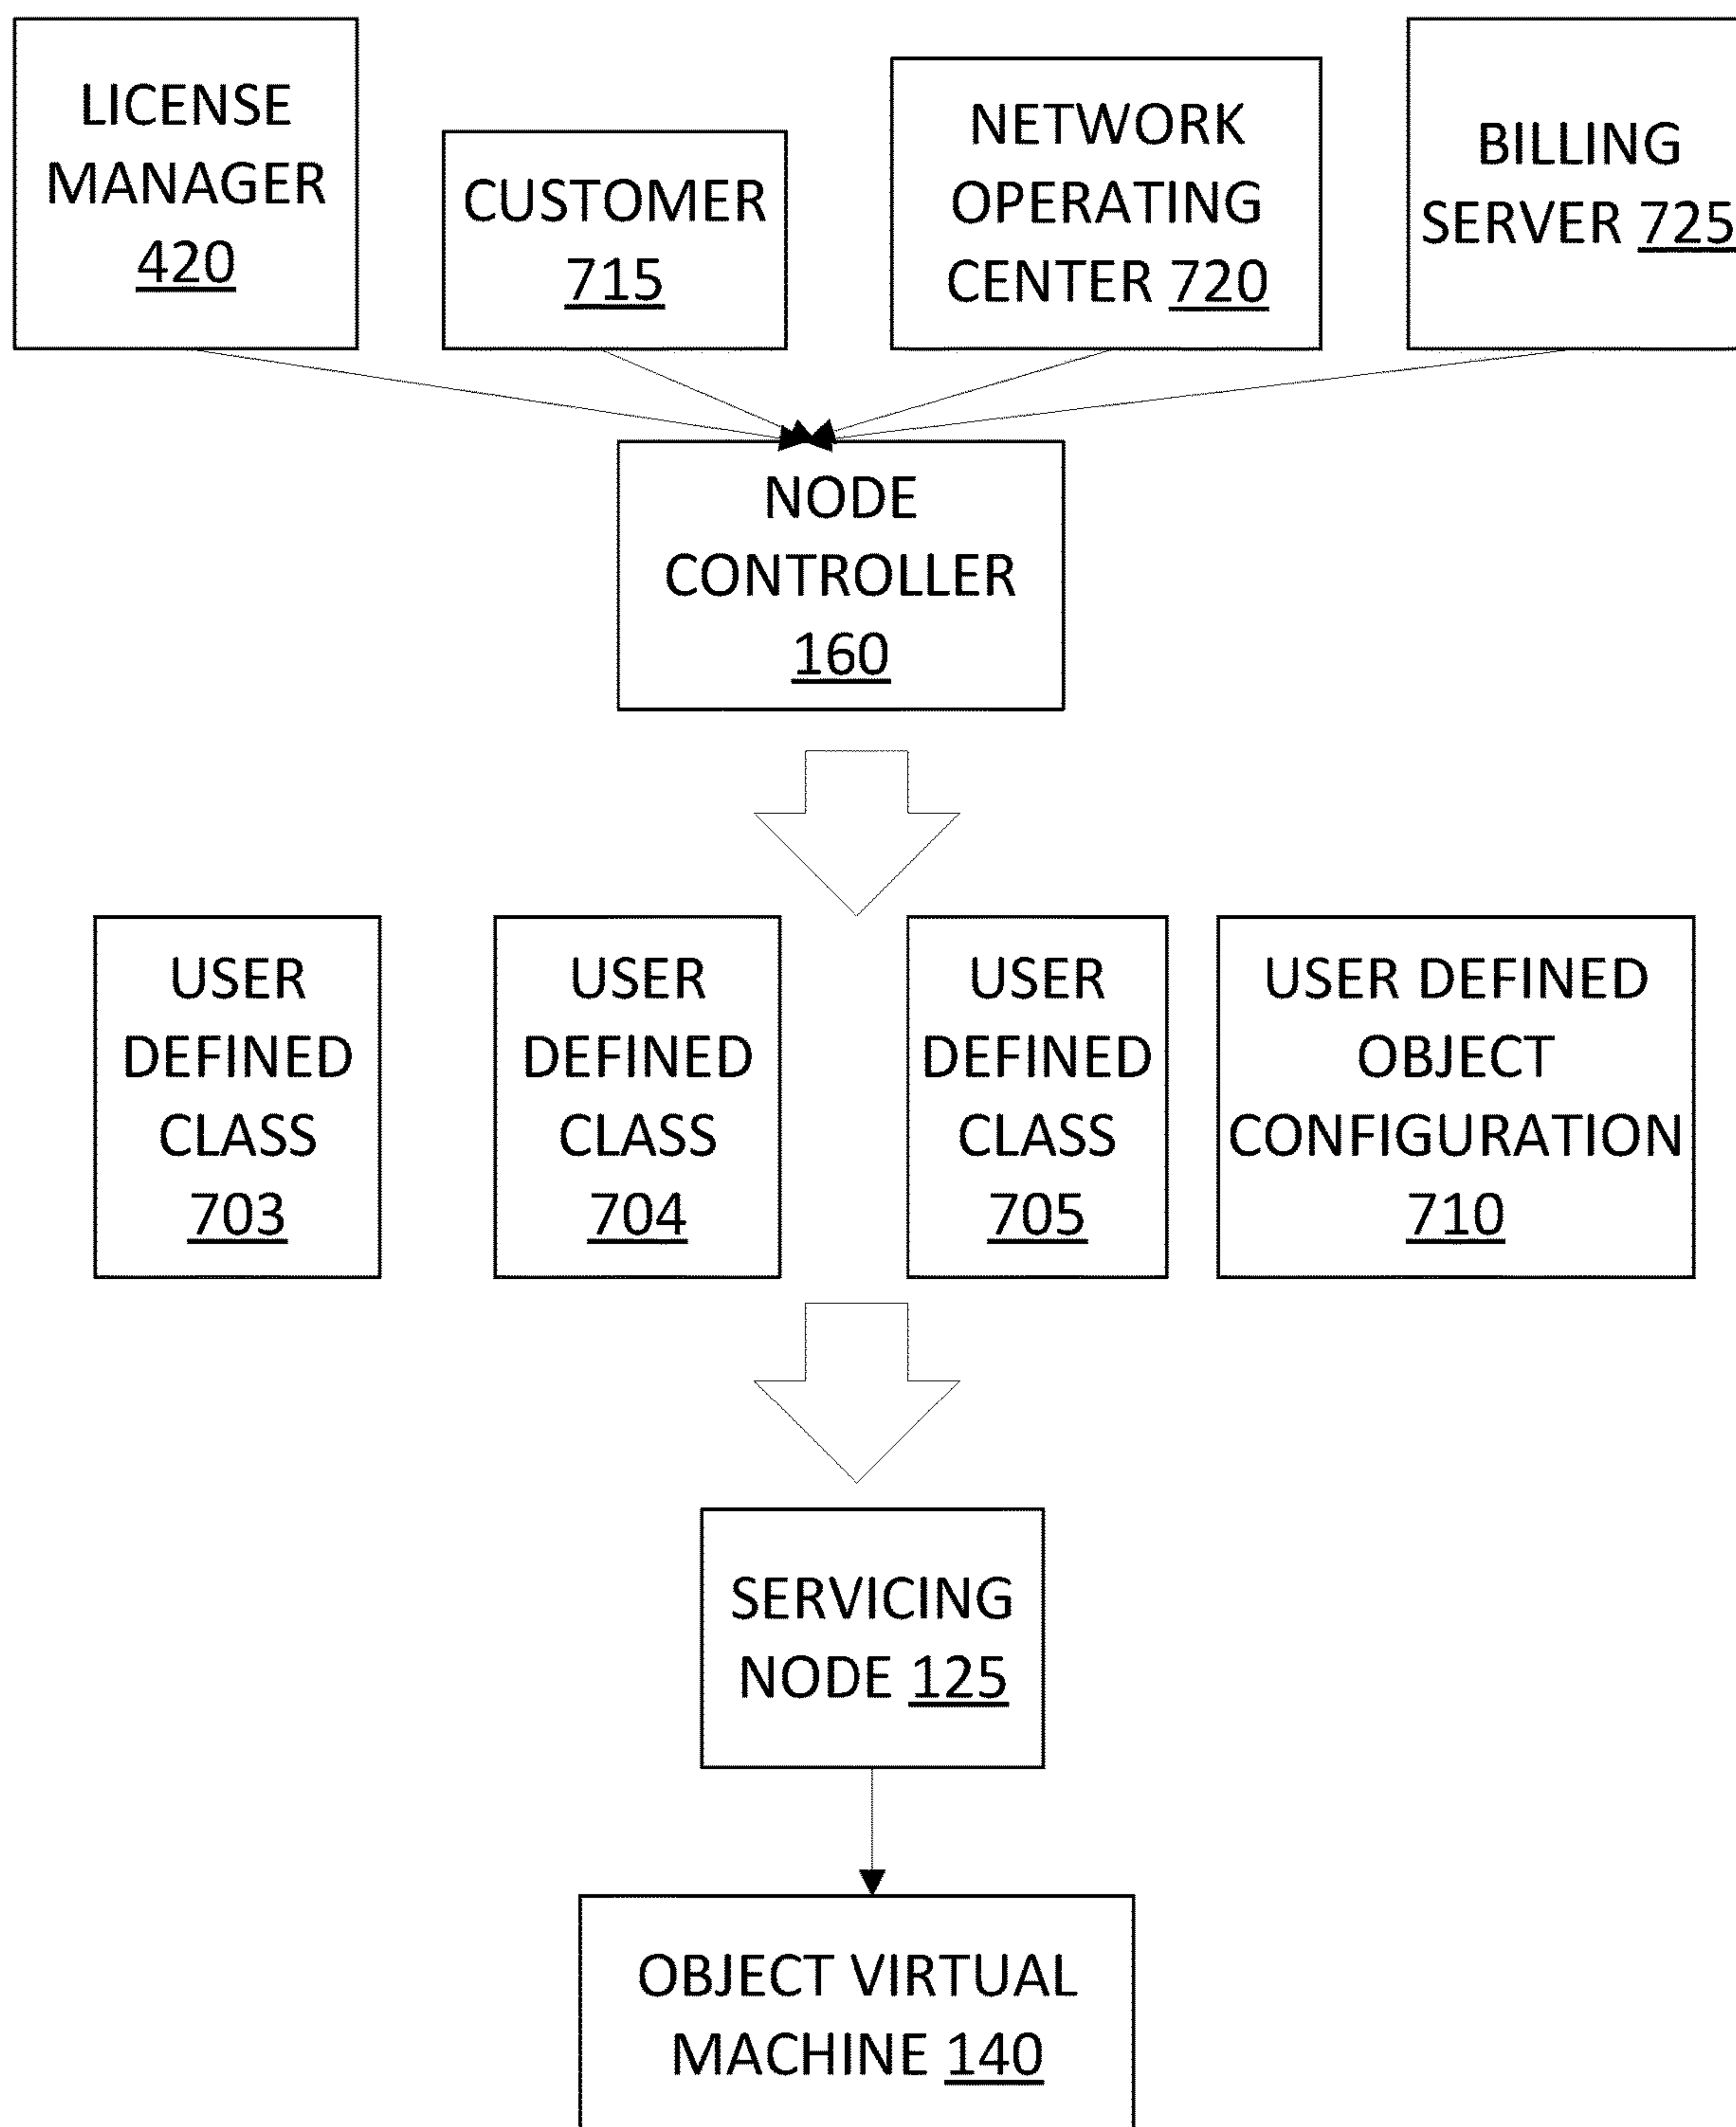 LICENSE
MANAGER
420
CUSTOMER
715
NETWORK
OPERATING
CENTER 720
BILLING
SERVER 725
NODE
CONTROLLER
160
USER
DEFINED
CLASS
703
USER
DEFINED
CLASS
704
USER
DEFINED
CLASS
705
USER DEFINED
OBJECT
CONFIGURATION
710
SERVICING
NODE 125
OBJECT VIRTUAL
MACHINE 140